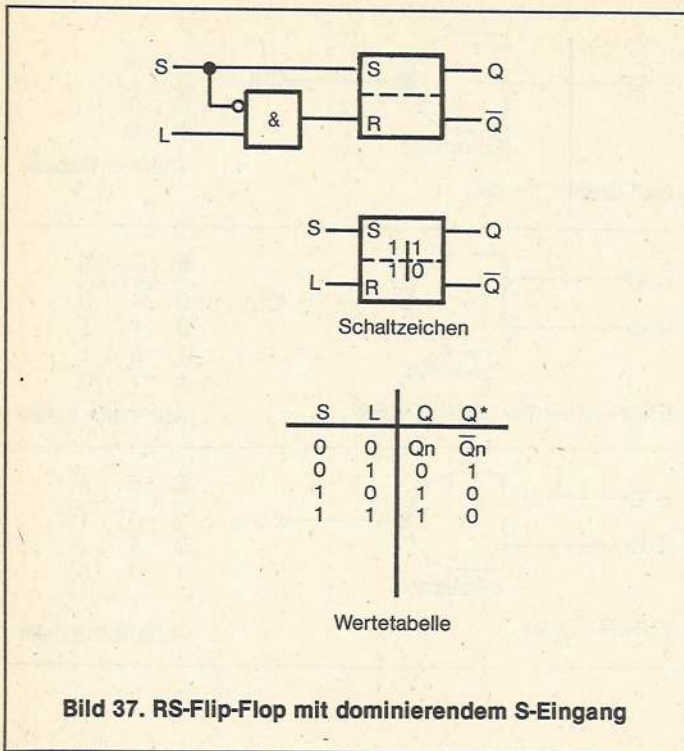 S S Q
& R Q̅
L
S S 1 1 Q
L R 1 0 Q̅
Schaltzeichen
S L Q Q*
0 0 Qn Q̅n
0 1 0 1
1 0 1 0
1 1 1 0
Wertetabelle
Bild 37. RS-Flip-Flop mit dominierendem S-Eingang